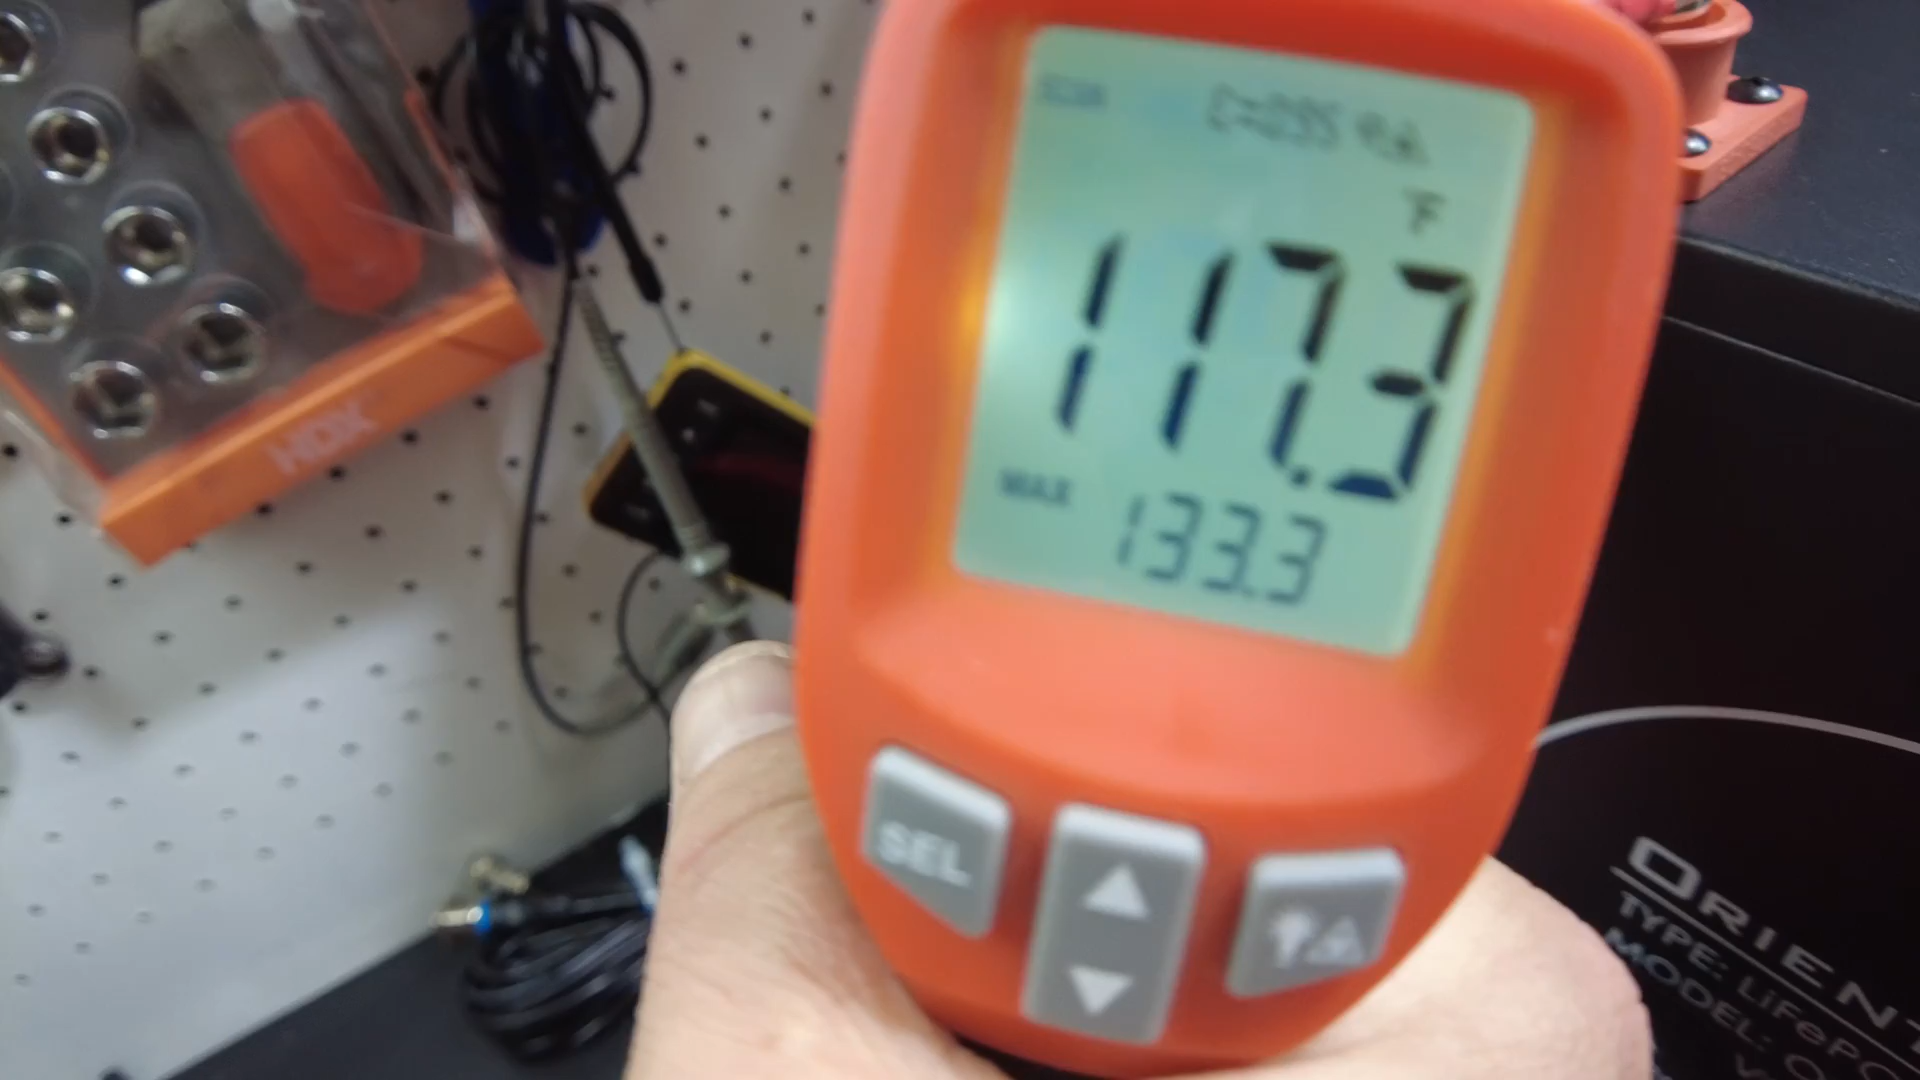 SCAN
ε=0.95
°F
117.3
MAX
133.3
SEL
HDX
ORIENT
TYPE: LiFePO
MODEL: O
V